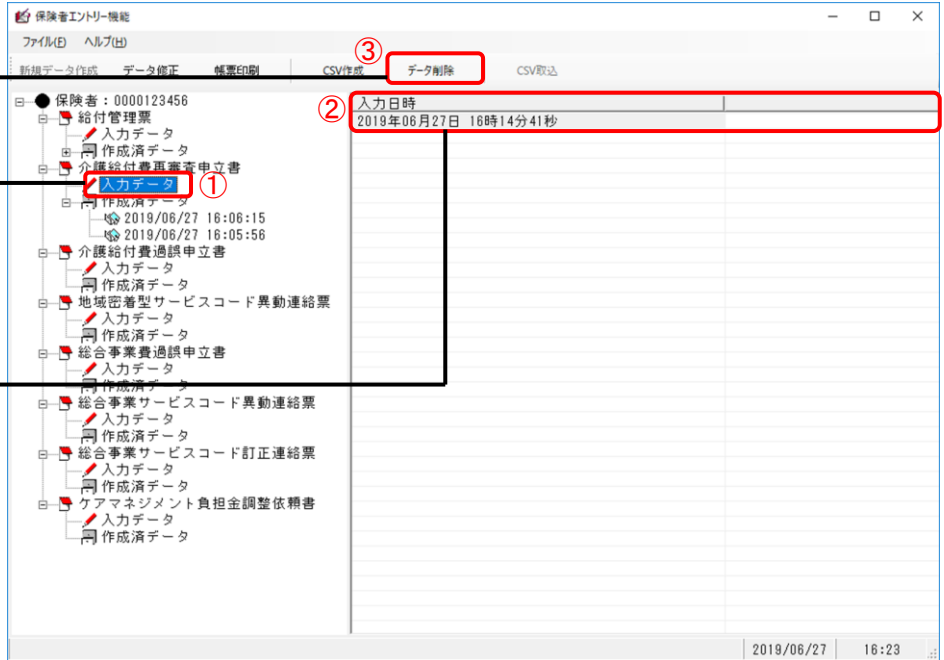 保険者エントリー機能
ファイル(F) ヘルプ(H)
③
新規データ作成 データ修正 帳票印刷 CSV作成 データ削除 CSV取込
保険者：0000123456
② 入力日時
給付管理票
2019年06月27日 16時14分41秒
入力データ
作成済データ
介護給付費再審査申立書
入力データ ①
作成済データ
2019/06/27 16:06:15
2019/06/27 16:05:56
介護給付費過誤申立書
入力データ
作成済データ
地域密着型サービスコード異動連絡票
入力データ
作成済データ
総合事業費過誤申立書
入力データ
作成済データ
総合事業サービスコード異動連絡票
入力データ
作成済データ
総合事業サービスコード訂正連絡票
入力データ
作成済データ
ケアマネジメント負担金調整依頼書
入力データ
作成済データ
2019/06/27 16:23